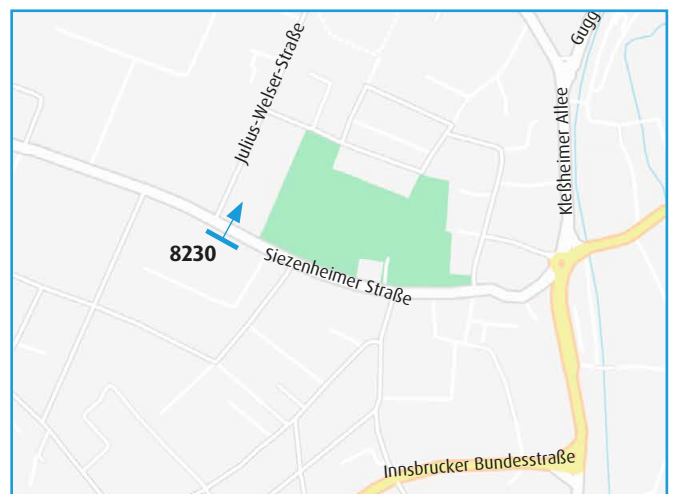 Gugg
Julius-Welser-Straße
Kleßheimer Allee
8230
Siezenheimer Straße
Innsbrucker Bundesstraße